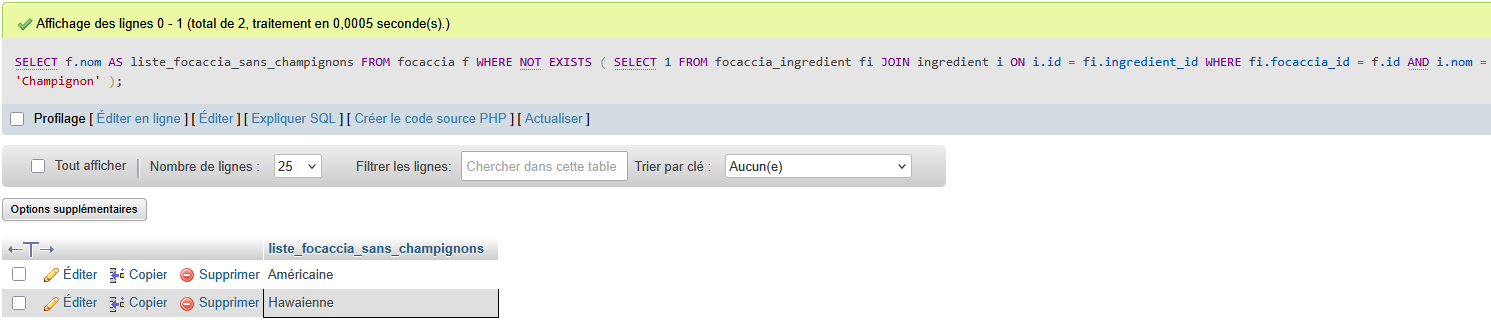 Affichage des lignes 0 - 1 (total de 2, traitement en 0,0005 seconde(s).)
SELECT f.nom AS liste_focaccia_sans_champignons FROM focaccia f WHERE NOT EXISTS ( SELECT 1 FROM focaccia_ingredient fi JOIN ingredient i ON i.id = fi.ingredient_id WHERE fi.focaccia_id = f.id AND i.nom =
'Champignon' );
Profilage [ Éditer en ligne ] [ Éditer ] [ Expliquer SQL ] [ Créer le code source PHP ] [ Actualiser ]
Tout afficher Nombre de lignes : 25 Filtrer les lignes: Chercher dans cette table Trier par clé : Aucun(e)
Options supplémentaires
←T→ liste_focaccia_sans_champignons
Éditer Copier Supprimer Américaine
Éditer Copier Supprimer Hawaienne